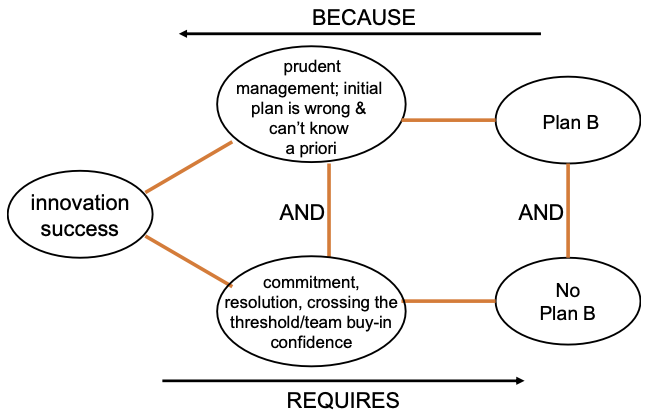 BECAUSE
prudent
management; initial
plan is wrong &
can't know
a priori
Plan B
innovation
success
AND
AND
commitment,
resolution, crossing the
threshold/team buy-in
confidence
No
Plan B
REQUIRES